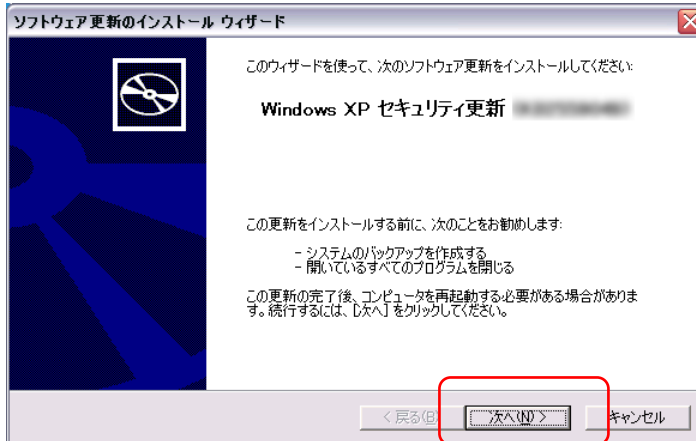 ソフトウェア更新のインストール ウィザード
このウィザードを使って、次のソフトウェア更新をインストールしてください:
Windows XP セキュリティ更新
この更新をインストールする前に、次のことをお勧めします:
- システムのバックアップを作成する
- 開いているすべてのプログラムを閉じる
この更新の完了後、コンピュータを再起動する必要がある場合がありま
す。続行するには、[次へ] をクリックしてください。
< 戻る(B) 次へ(N) > キャンセル